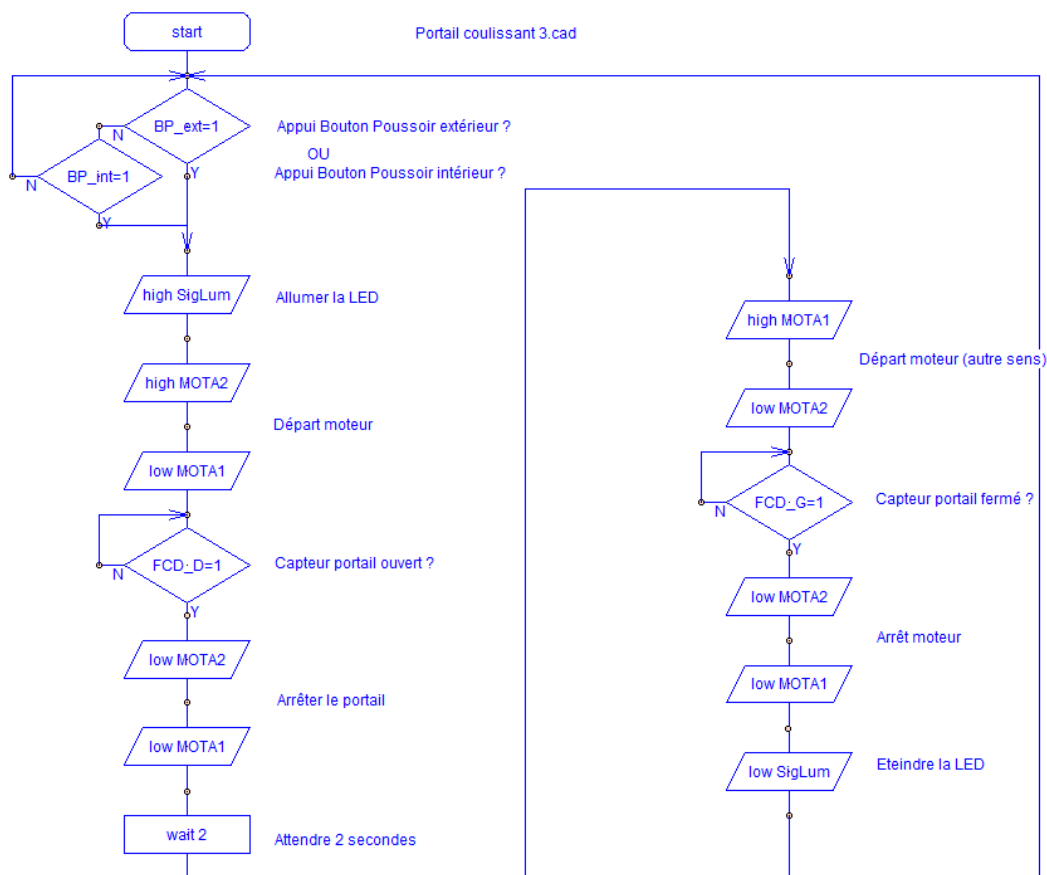 start
Portail coulissant 3.cad
BP_ext=1
N
Y
Appui Bouton Poussoir extérieur ?
OU
Appui Bouton Poussoir intérieur ?
BP_int=1
N
Y
high SigLum
Allumer la LED
high MOTA2
Départ moteur
low MOTA1
FCD_D=1
N
Y
Capteur portail ouvert ?
low MOTA2
Arrêter le portail
low MOTA1
wait 2
Attendre 2 secondes
high MOTA1
Départ moteur (autre sens)
low MOTA2
FCD_G=1
N
Y
Capteur portail fermé ?
low MOTA2
Arrêt moteur
low MOTA1
low SigLum
Eteindre la LED